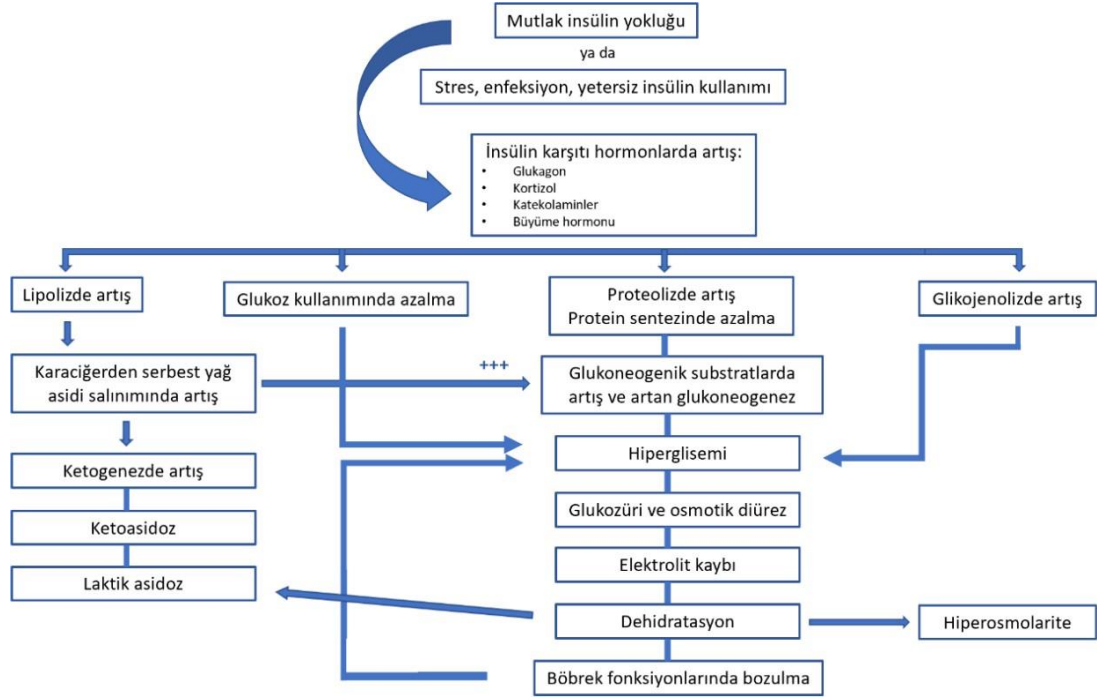 Mutlak insülin yokluğu
ya da
Stres, enfeksiyon, yetersiz insülin kullanımı
İnsülin karşıtı hormonlarda artış:
• Glukagon
• Kortizol
• Katekolaminler
• Büyüme hormonu
Lipolizde artış
Glukoz kullanımında azalma
Proteolizde artış
Protein sentezinde azalma
Glikojenolizde artış
Karaciğerden serbest yağ
asidi salınımında artış
+++
Glukoneogenik substratlarda
artış ve artan glukoneogenez
Ketogenezde artış
Hiperglisemi
Ketoasidoz
Glukozüri ve osmotik diürez
Laktik asidoz
Elektrolit kaybı
Dehidratasyon
Hiperosmolarite
Böbrek fonksiyonlarında bozulma